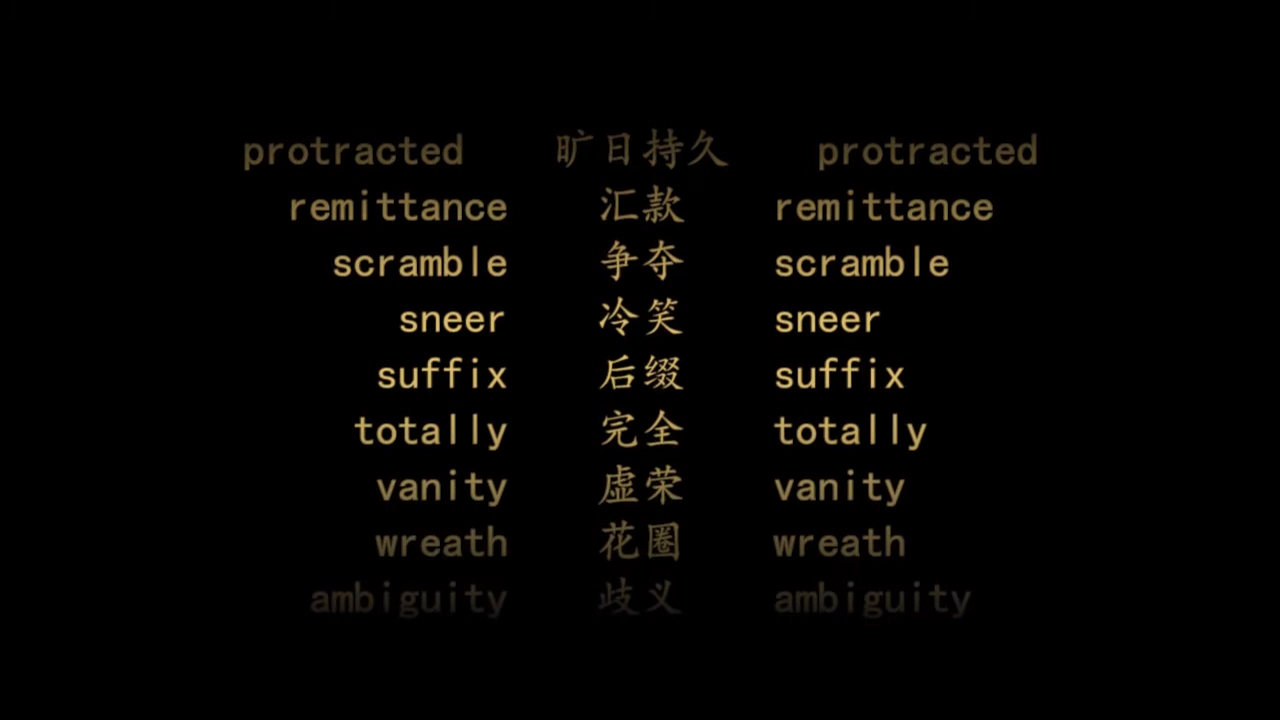 protracted 旷日持久 protracted
remittance 汇款 remittance
scramble 争夺 scramble
sneer 冷笑 sneer
suffix 后缀 suffix
totally 完全 totally
vanity 虚荣 vanity
wreath 花圈 wreath
ambiguity 歧义 ambiguity